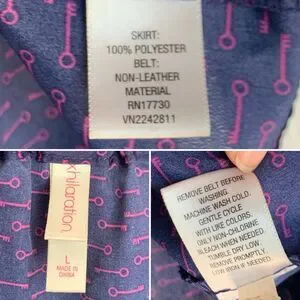 SKIRT:
100% POLYESTER
BELT:
NON-LEATHER
MATERIAL
RN17730
VN2242811
xhilaration
L
MADE IN
CHINA
REMOVE BELT BEFORE
WASHING
MACHINE WASH COLD.
GENTLE CYCLE
WITH LIKE COLORS.
ONLY NON-CHLORINE
BLEACH WHEN NEEDED.
TUMBLE DRY LOW.
REMOVE PROMPTLY.
LOW IRON IF NEEDED.